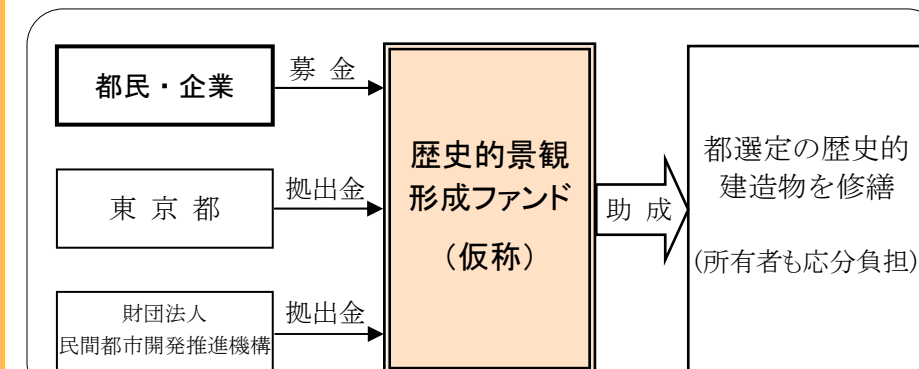 都民・企業
募 金
東 京 都
拠出金
財団法人
民間都市開発推進機構
拠出金
歴史的景観
形成ファンド
（仮称）
助 成
都選定の歴史的
建造物を修繕
(所有者も応分負担)